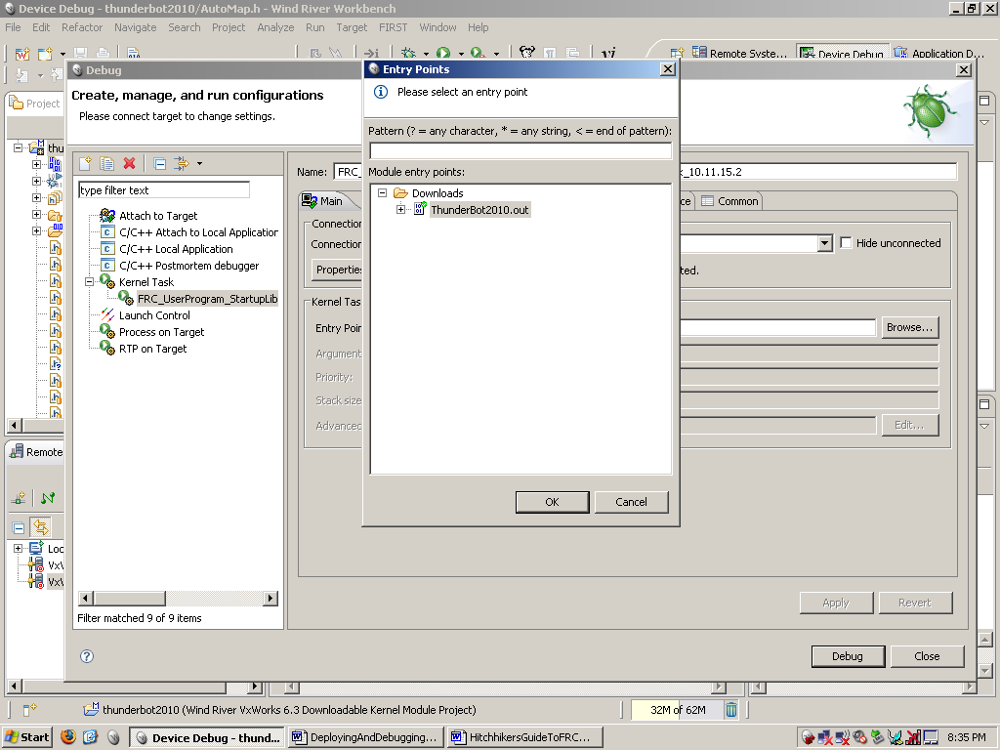 Device Debug - thunderbot2010/AutoMap.h - Wind River Workbench
File Edit Refactor Navigate Search Project Analyze Run Target FIRST Window Help
Remote Syste... Device Debug Application D...
Project
thu
Debug
Create, manage, and run configurations
Please connect target to change settings.
type filter text
Attach to Target
C/C++ Attach to Local Application
C/C++ Local Application
C/C++ Postmortem debugger
Kernel Task
FRC_UserProgram_StartupLib
Launch Control
Process on Target
RTP on Target
Filter matched 9 of 9 items
Name: FRC_ _10.11.15.2
Main Common
Connection
Connection Hide unconnected
Properties
Kernel Tas
Entry Poin Browse...
Argument
Priority:
Stack size
Advanced Edit...
Apply Revert
Debug Close
Entry Points
Please select an entry point
Pattern (? = any character, * = any string, < = end of pattern):
Module entry points:
Downloads
ThunderBot2010.out
OK Cancel
Remote
Loc
VxV
VxV
thunderbot2010 (Wind River VxWorks 6.3 Downloadable Kernel Module Project)
32M of 62M
Start Device Debug - thund... DeployingAndDebugging... HitchhikersGuideToFRC... 8:35 PM